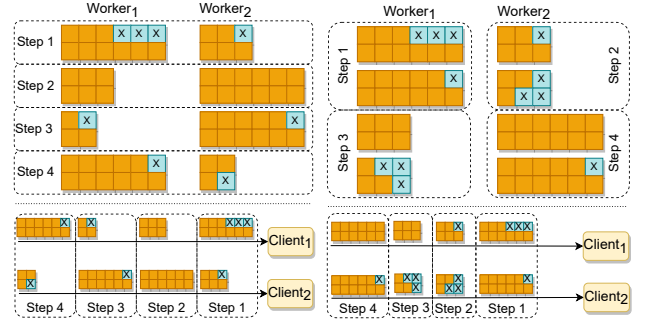 Worker₁ Worker₂
Step 1 X X X X
Step 2
Step 3 X X
Step 4 X
X
X X X X X
Client₁
X X
X
Client₂
Step 4 Step 3 Step 2 Step 1
Worker₁ Worker₂
X X X X
Step 1
Step 2
X X
X X
Step 3
Step 4
X X X
X
X X X X
Client₁
X X X X X
X X X
Client₂
Step 4 Step 3 Step 2 Step 1